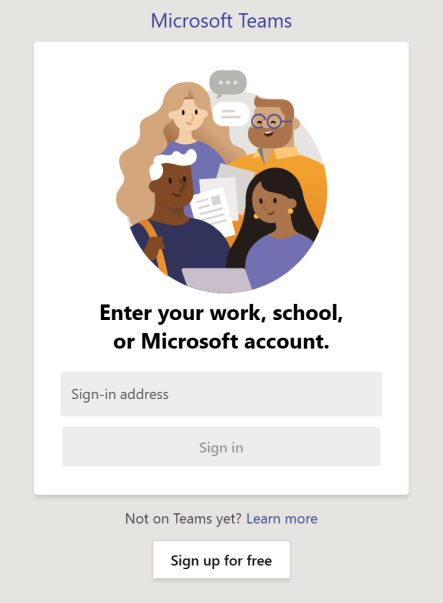 Microsoft Teams
Enter your work, school,
or Microsoft account.
Sign-in address
Sign in
Not on Teams yet? Learn more
Sign up for free